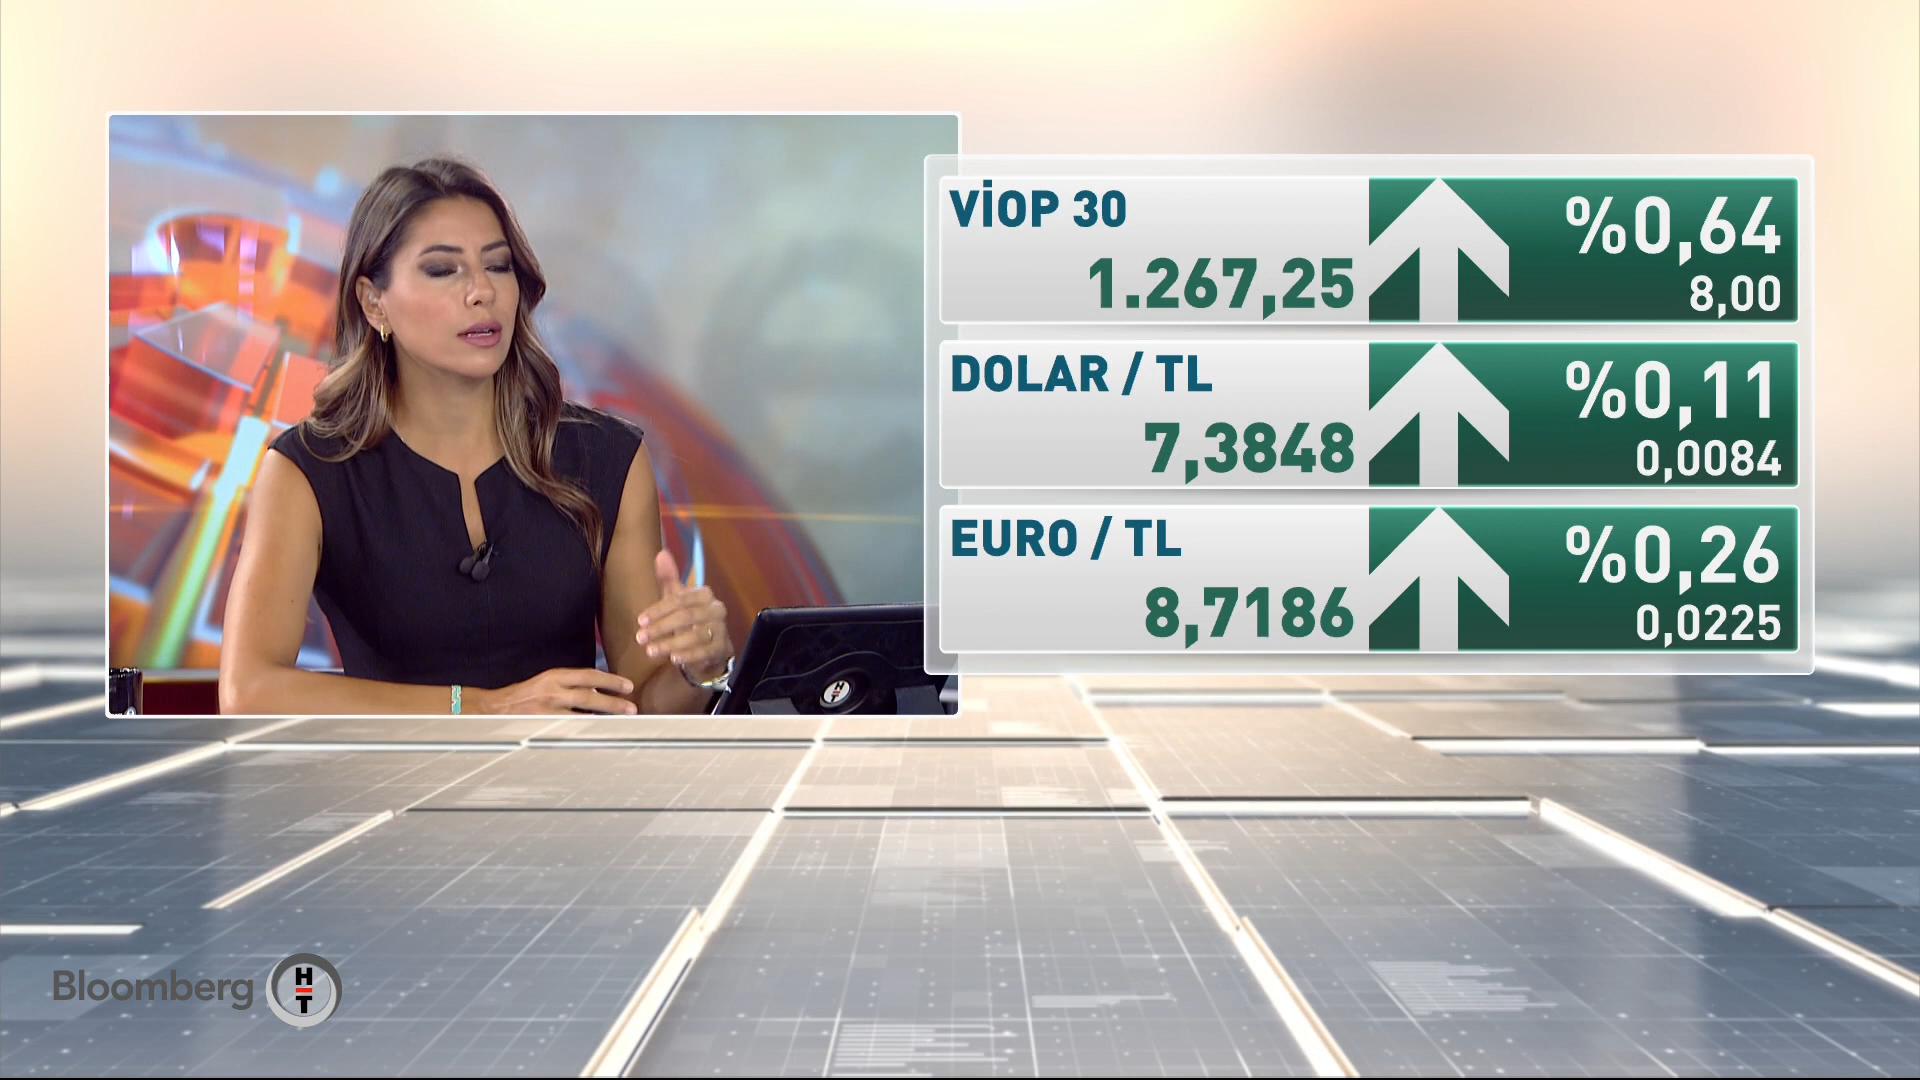 VİOP 30
1.267,25
%0,64
8,00
DOLAR / TL
7,3848
%0,11
0,0084
EURO / TL
8,7186
%0,26
0,0225
HT
Bloomberg HT